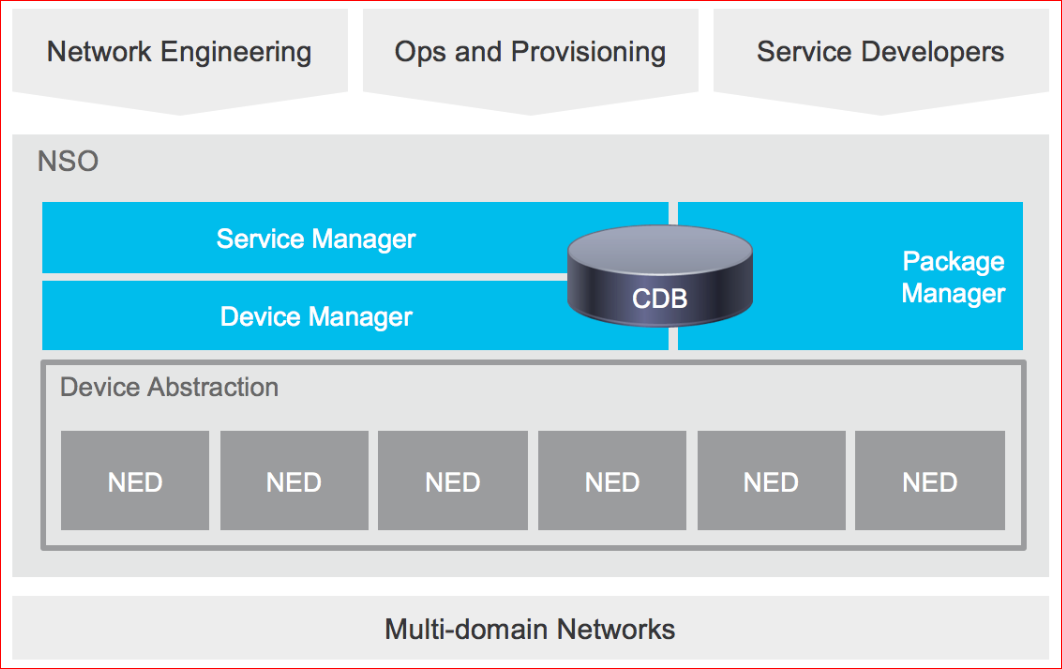 Network Engineering
Ops and Provisioning
Service Developers
NSO
Service Manager
Device Manager
CDB
Package
Manager
Device Abstraction
NED
NED
NED
NED
NED
NED
Multi-domain Networks